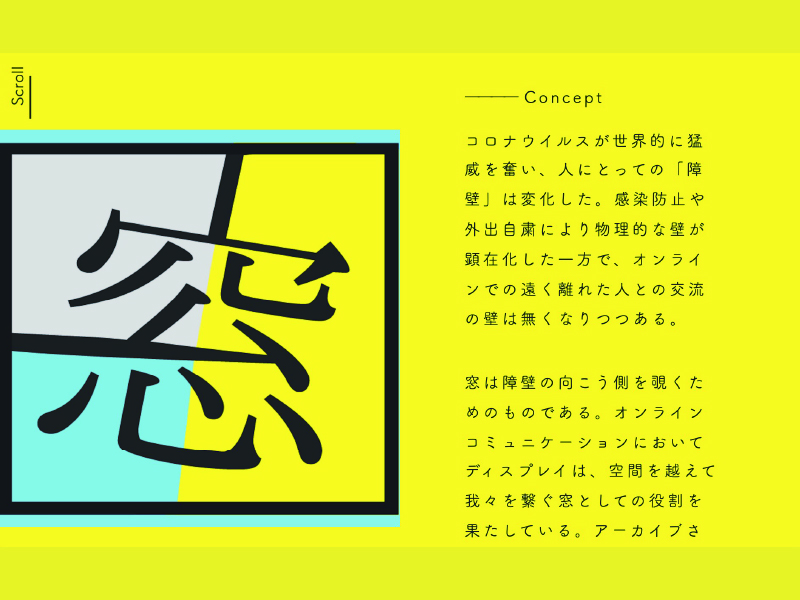 Scroll
窓
Concept
コロナウイルスが世界的に猛
威を奮い、人にとっての「障
壁」は変化した。感染防止や
外出自粛により物理的な壁が
顕在化した一方で、オンライ
ンでの遠く離れた人との交流
の壁は無くなりつつある。
窓は障壁の向こう側を覗くた
めのものである。オンライン
コミュニケーションにおいて
ディスプレイは、空間を越えて
我々を繋ぐ窓としての役割を
果たしている。アーカイブさ